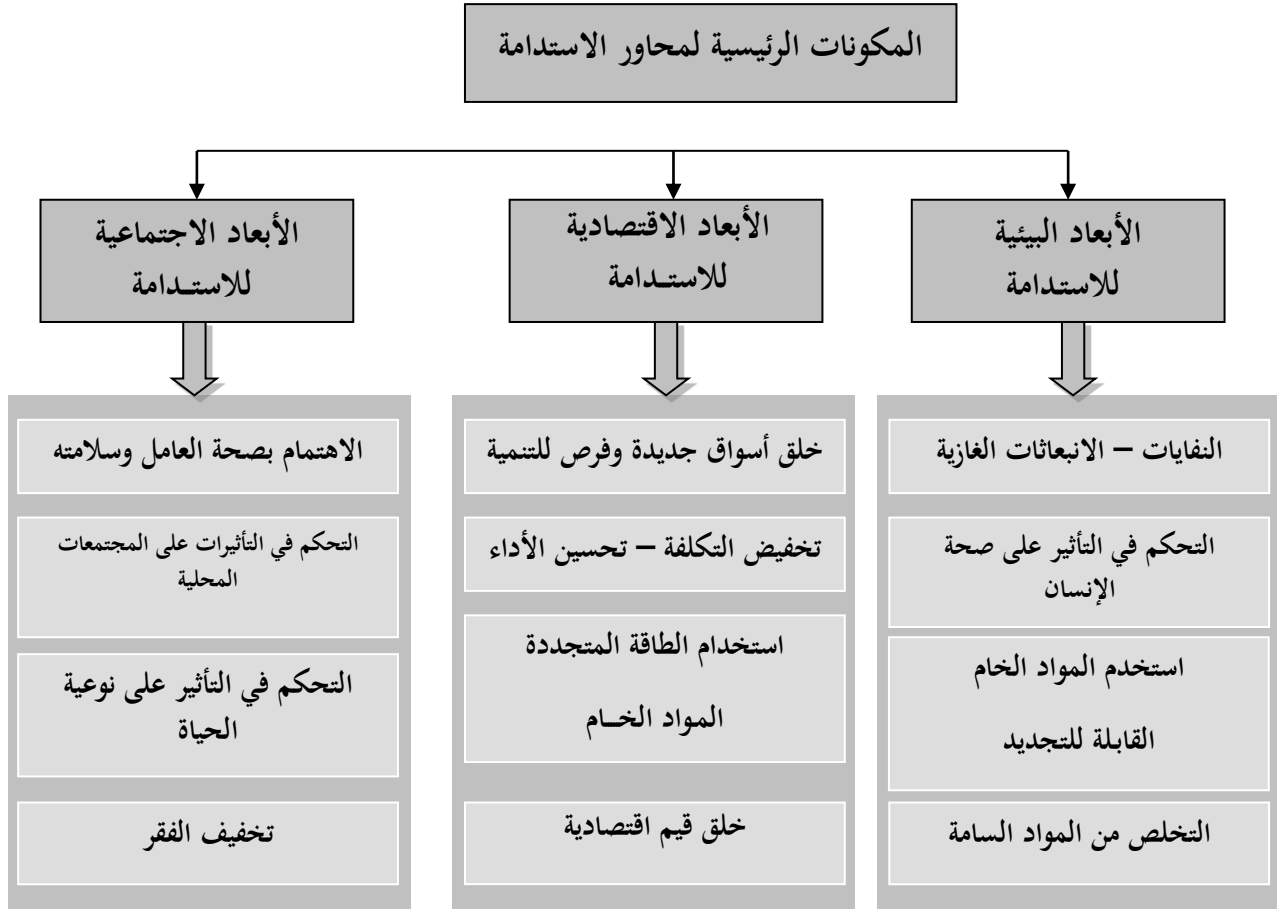 المكونات الرئيسية لمحاور الاستدامة
الأبعاد البيئية
للاستدامة
النفايات – الانبعاثات الغازية
التحكم في التأثير على صحة
الإنسان
استخدم المواد الخام
القابلة للتجديد
التخلص من المواد السامة
الأبعاد الاقتصادية
للاستــدامة
خلق أسواق جديدة وفرص للتنمية
تخفيض التكلفة – تحسين الأداء
استخدام الطاقة المتجددة
المواد الخــام
خلق قيم اقتصادية
الأبعاد الاجتماعية
للاستــدامة
الاهتمام بصحة العامل وسلامته
التحكم في التأثيرات على المجتمعات
المحلية
التحكم في التأثير على نوعية
الحياة
تخفيف الفقر